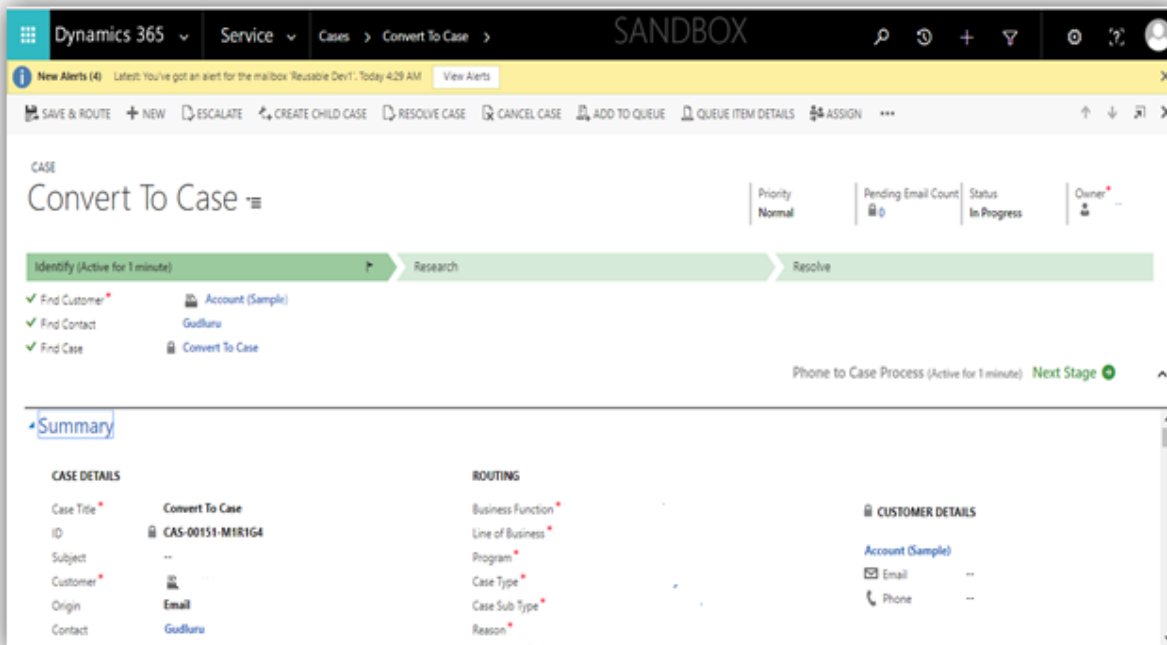 Dynamics 365 Service Cases > Convert To Case > SANDBOX
New Alerts (4) Latest: You've got an alert for the mailbox 'Reusable Dev1'. Today 4:29 AM View Alerts
SAVE & ROUTE + NEW ESCALATE CREATE CHILD CASE RESOLVE CASE CANCEL CASE ADD TO QUEUE QUEUE ITEM DETAILS ASSIGN ...
CASE
Convert To Case
Priority Pending Email Count Status Owner*
Normal 0 In Progress --
Identify (Active for 1 minute) Research Resolve
Find Customer* Account (Sample)
Find Contact Gudluru
Find Case Convert To Case
Phone to Case Process (Active for 1 minute) Next Stage
Summary
CASE DETAILS ROUTING
Case Title* Convert To Case Business Function*
CUSTOMER DETAILS
ID CAS-00151-M1R1G4 Line of Business*
Subject -- Program* Account (Sample)
Customer* Case Type* Email --
Origin Email Case Sub Type* Phone --
Contact Gudluru Reason*